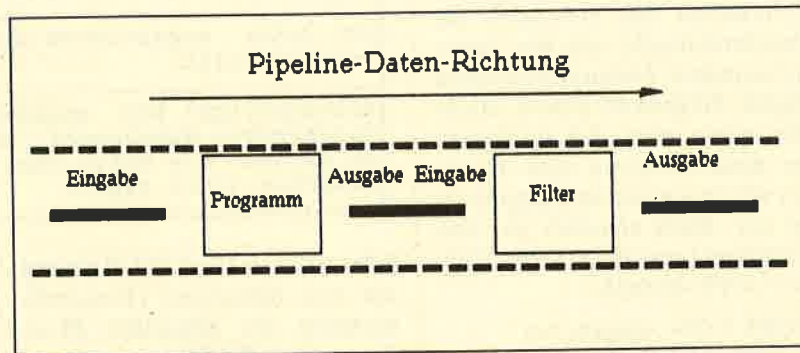 Pipeline-Daten-Richtung
Eingabe
Programm
Ausgabe Eingabe
Filter
Ausgabe